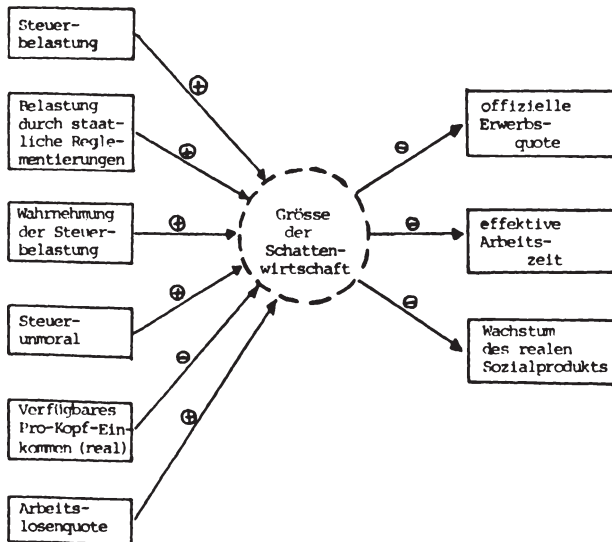 Steuer-
belastung
Belastung
durch staat-
liche Regle-
mentierungen
Wahrnehmung
der Steuer-
belastung
Steuer-
unmoral
Verfügbares
Pro-Kopf-Ein-
kommen (real)
Arbeits-
losenquote
+
+
+
+
-
+
Grösse
der
Schatten-
wirtschaft
-
-
-
offizielle
Erwerbs-
quote
effektive
Arbeits-
zeit
Wachstum
des realen
Sozialprodukts